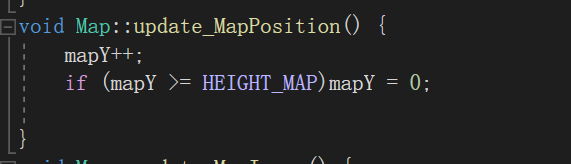 }
void Map::update_MapPosition() {
mapY++;
if (mapY >= HEIGHT_MAP)mapY = 0;
}